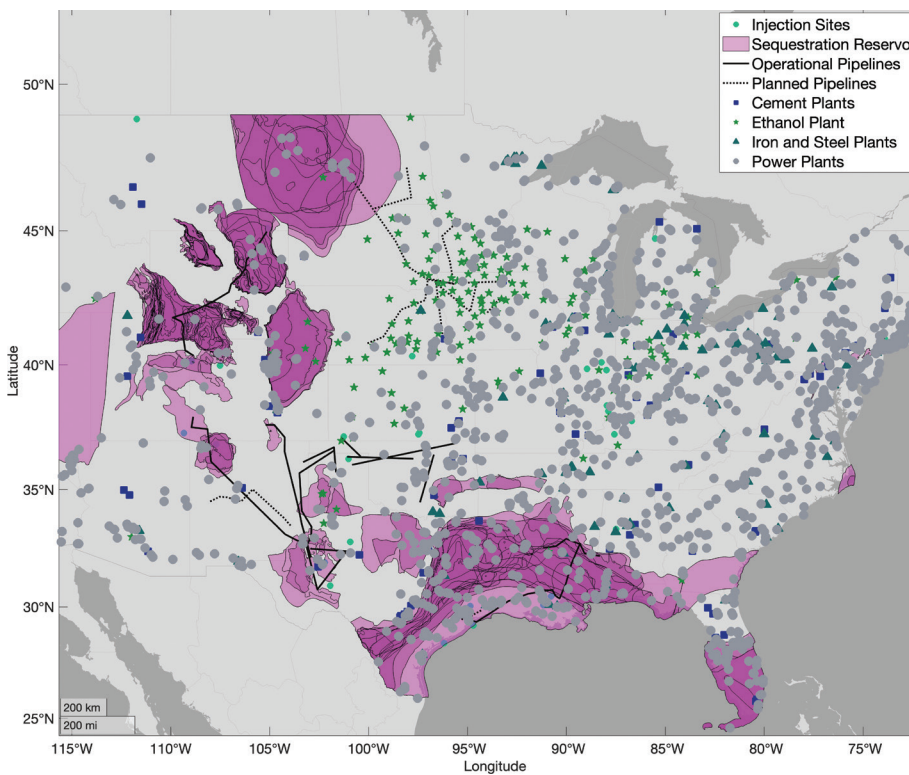 Injection Sites
Sequestration Reservo
Operational Pipelines
Planned Pipelines
Cement Plants
Ethanol Plant
Iron and Steel Plants
Power Plants
50°N
45°N
40°N
35°N
30°N
25°N
Latitude
200 km
200 mi
115°W 110°W 105°W 100°W 95°W 90°W 85°W 80°W 75°W
Longitude